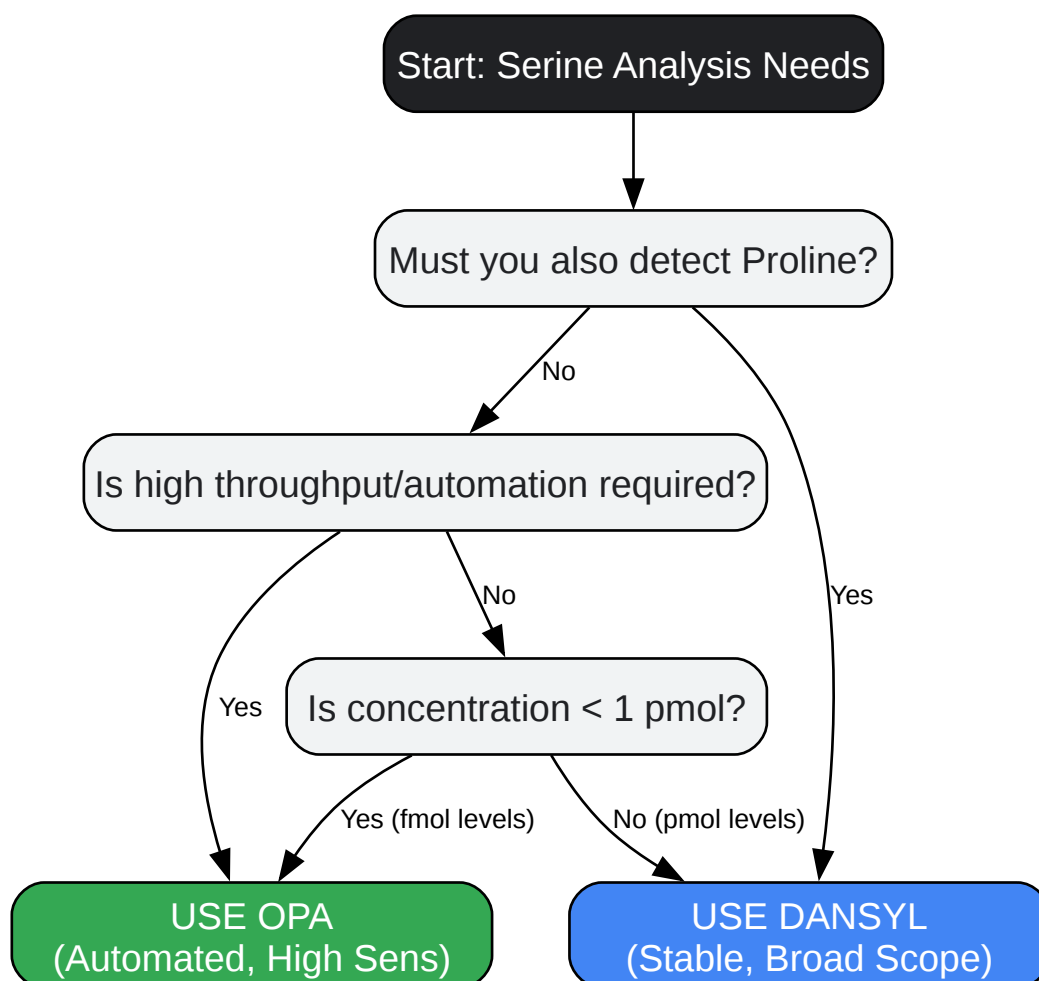 Start: Serine Analysis Needs
Must you also detect Proline?
No
Is high throughput/automation required?
No
Yes
Is concentration < 1 pmol?
Yes
Yes (fmol levels)
No (pmol levels)
USE OPA
(Automated, High Sens)
USE DANSYL
(Stable, Broad Scope)